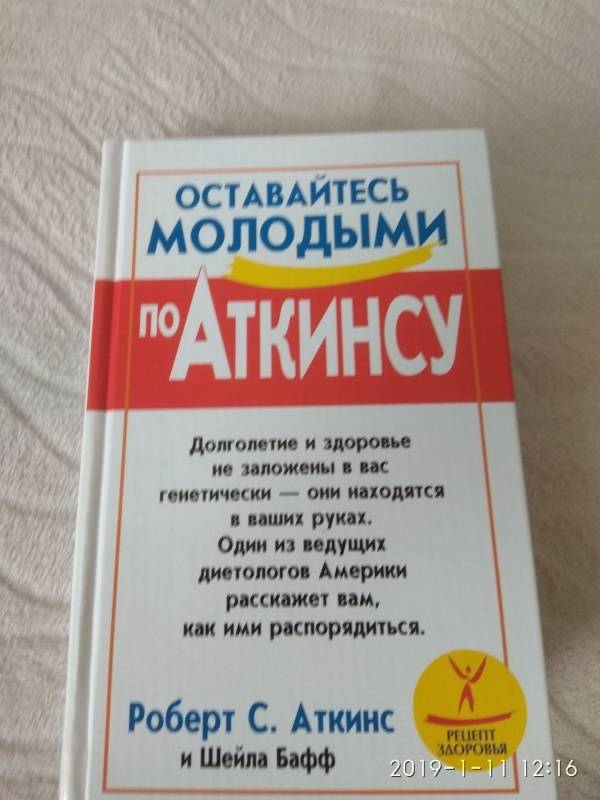 ОСТАВАЙТЕСЬ
МОЛОДЫМИ
ПО АТКИНСУ
Долголетие и здоровье
не заложены в вас
генетически — они находятся
в ваших руках.
Один из ведущих
диетологов Америки
расскажет вам,
как ими распорядиться.
Роберт С. Аткинс
и Шейла Бафф
РЕЦЕПТ
ЗДОРОВЬЯ
2019-1-11 12:16